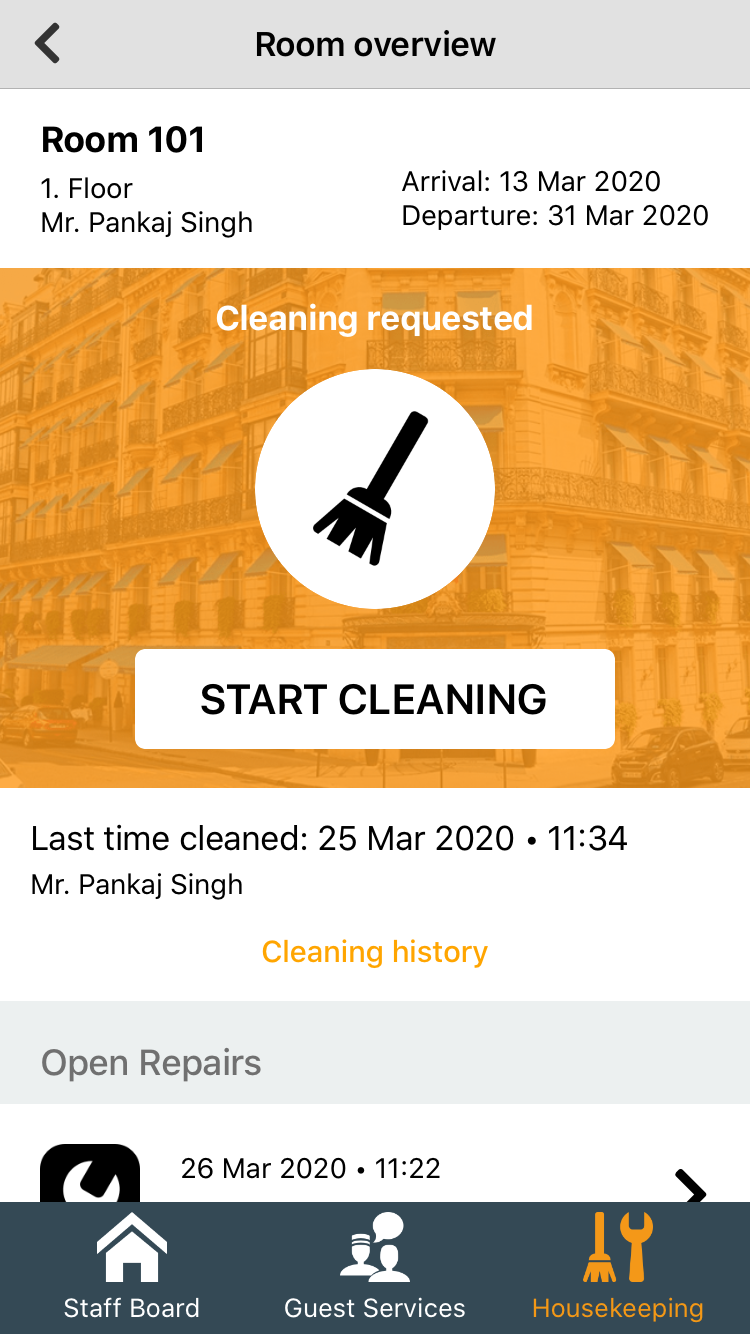 Room overview
Room 101
1. Floor
Mr. Pankaj Singh
Arrival: 13 Mar 2020
Departure: 31 Mar 2020
Cleaning requested
START CLEANING
Last time cleaned: 25 Mar 2020 • 11:34
Mr. Pankaj Singh
Cleaning history
Open Repairs
26 Mar 2020 • 11:22
Staff Board
Guest Services
Housekeeping